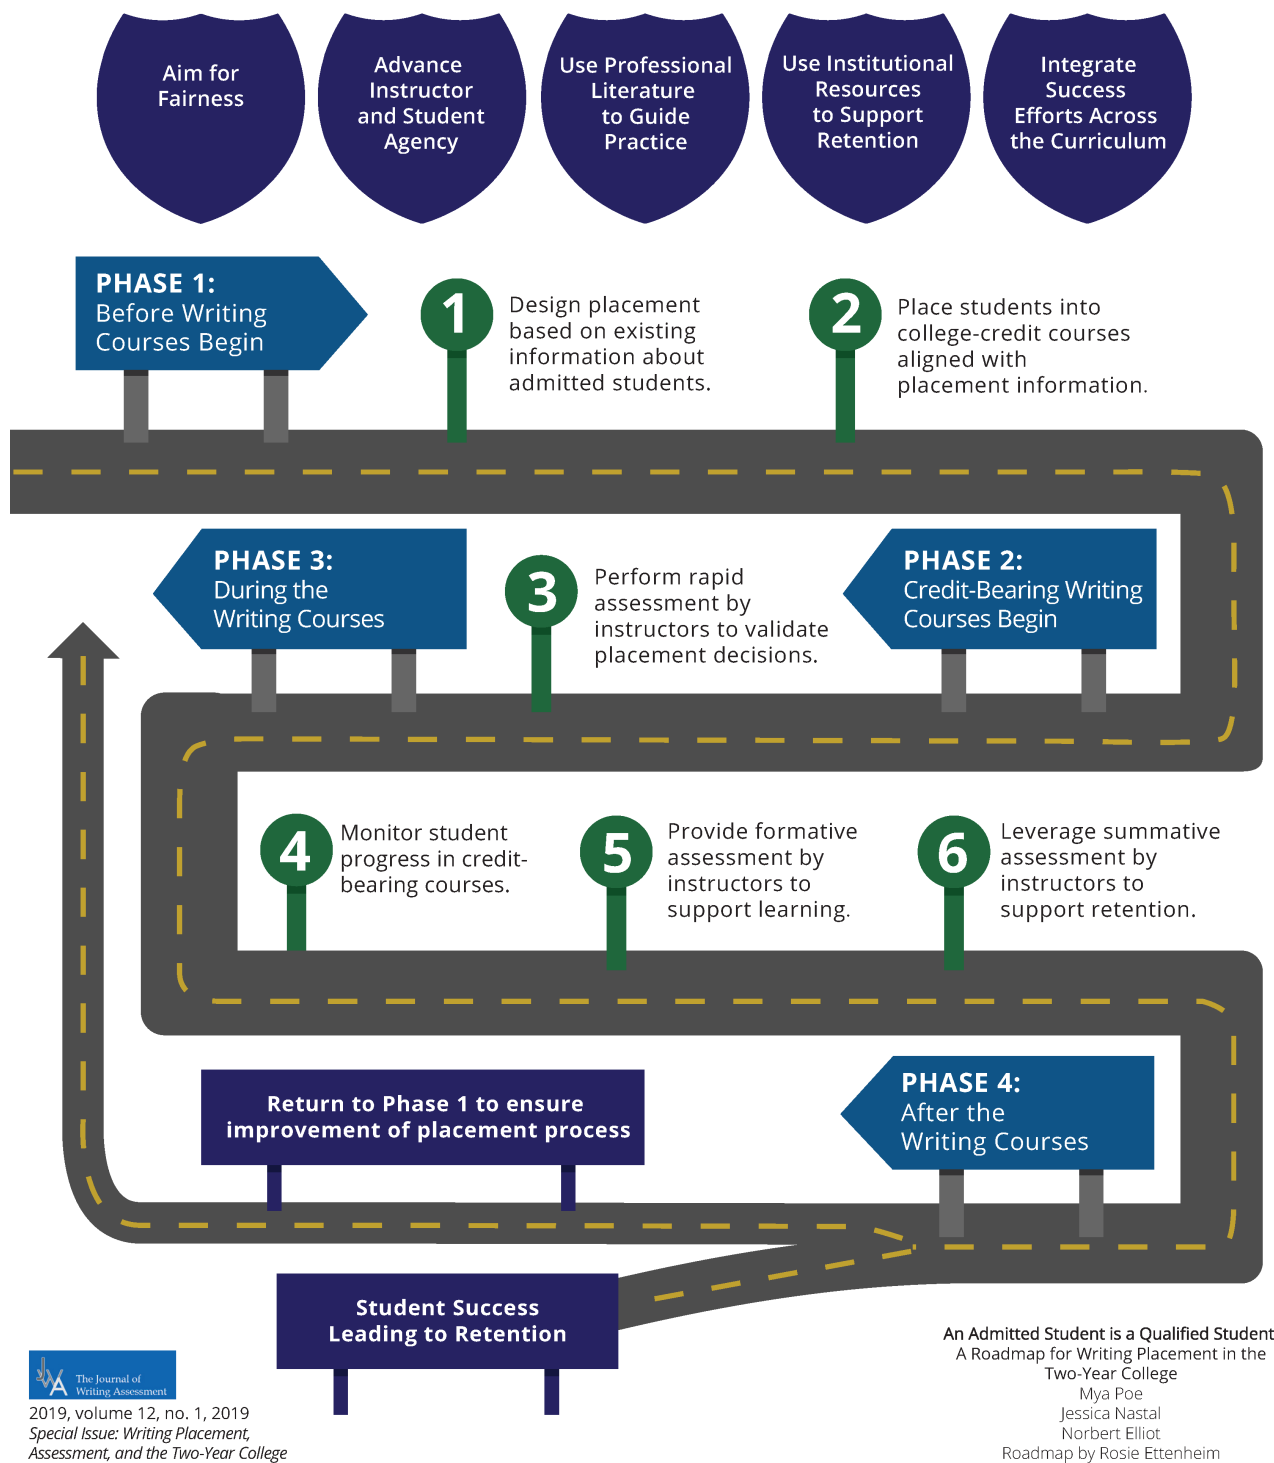 Aim for
Fairness
Advance
Instructor
and Student
Agency
Use Professional
Literature
to Guide
Practice
Use Institutional
Resources
to Support
Retention
Integrate
Success
Efforts Across
the Curriculum
PHASE 1:
Before Writing
Courses Begin
1
Design placement
based on existing
information about
admitted students.
2
Place students into
college-credit courses
aligned with
placement information.
PHASE 2:
Credit-Bearing Writing
Courses Begin
3
Perform rapid
assessment by
instructors to validate
placement decisions.
PHASE 3:
During the
Writing Courses
4
Monitor student
progress in credit-
bearing courses.
5
Provide formative
assessment by
instructors to
support learning.
6
Leverage summative
assessment by
instructors to
support retention.
PHASE 4:
After the
Writing Courses
Return to Phase 1 to ensure
improvement of placement process
Student Success
Leading to Retention
JWA
The Journal of
Writing Assessment
2019, volume 12, no. 1, 2019
Special Issue: Writing Placement,
Assessment, and the Two-Year College
An Admitted Student is a Qualified Student
A Roadmap for Writing Placement in the
Two-Year College
Mya Poe
Jessica Nastal
Norbert Elliot
Roadmap by Rosie Ettenheim